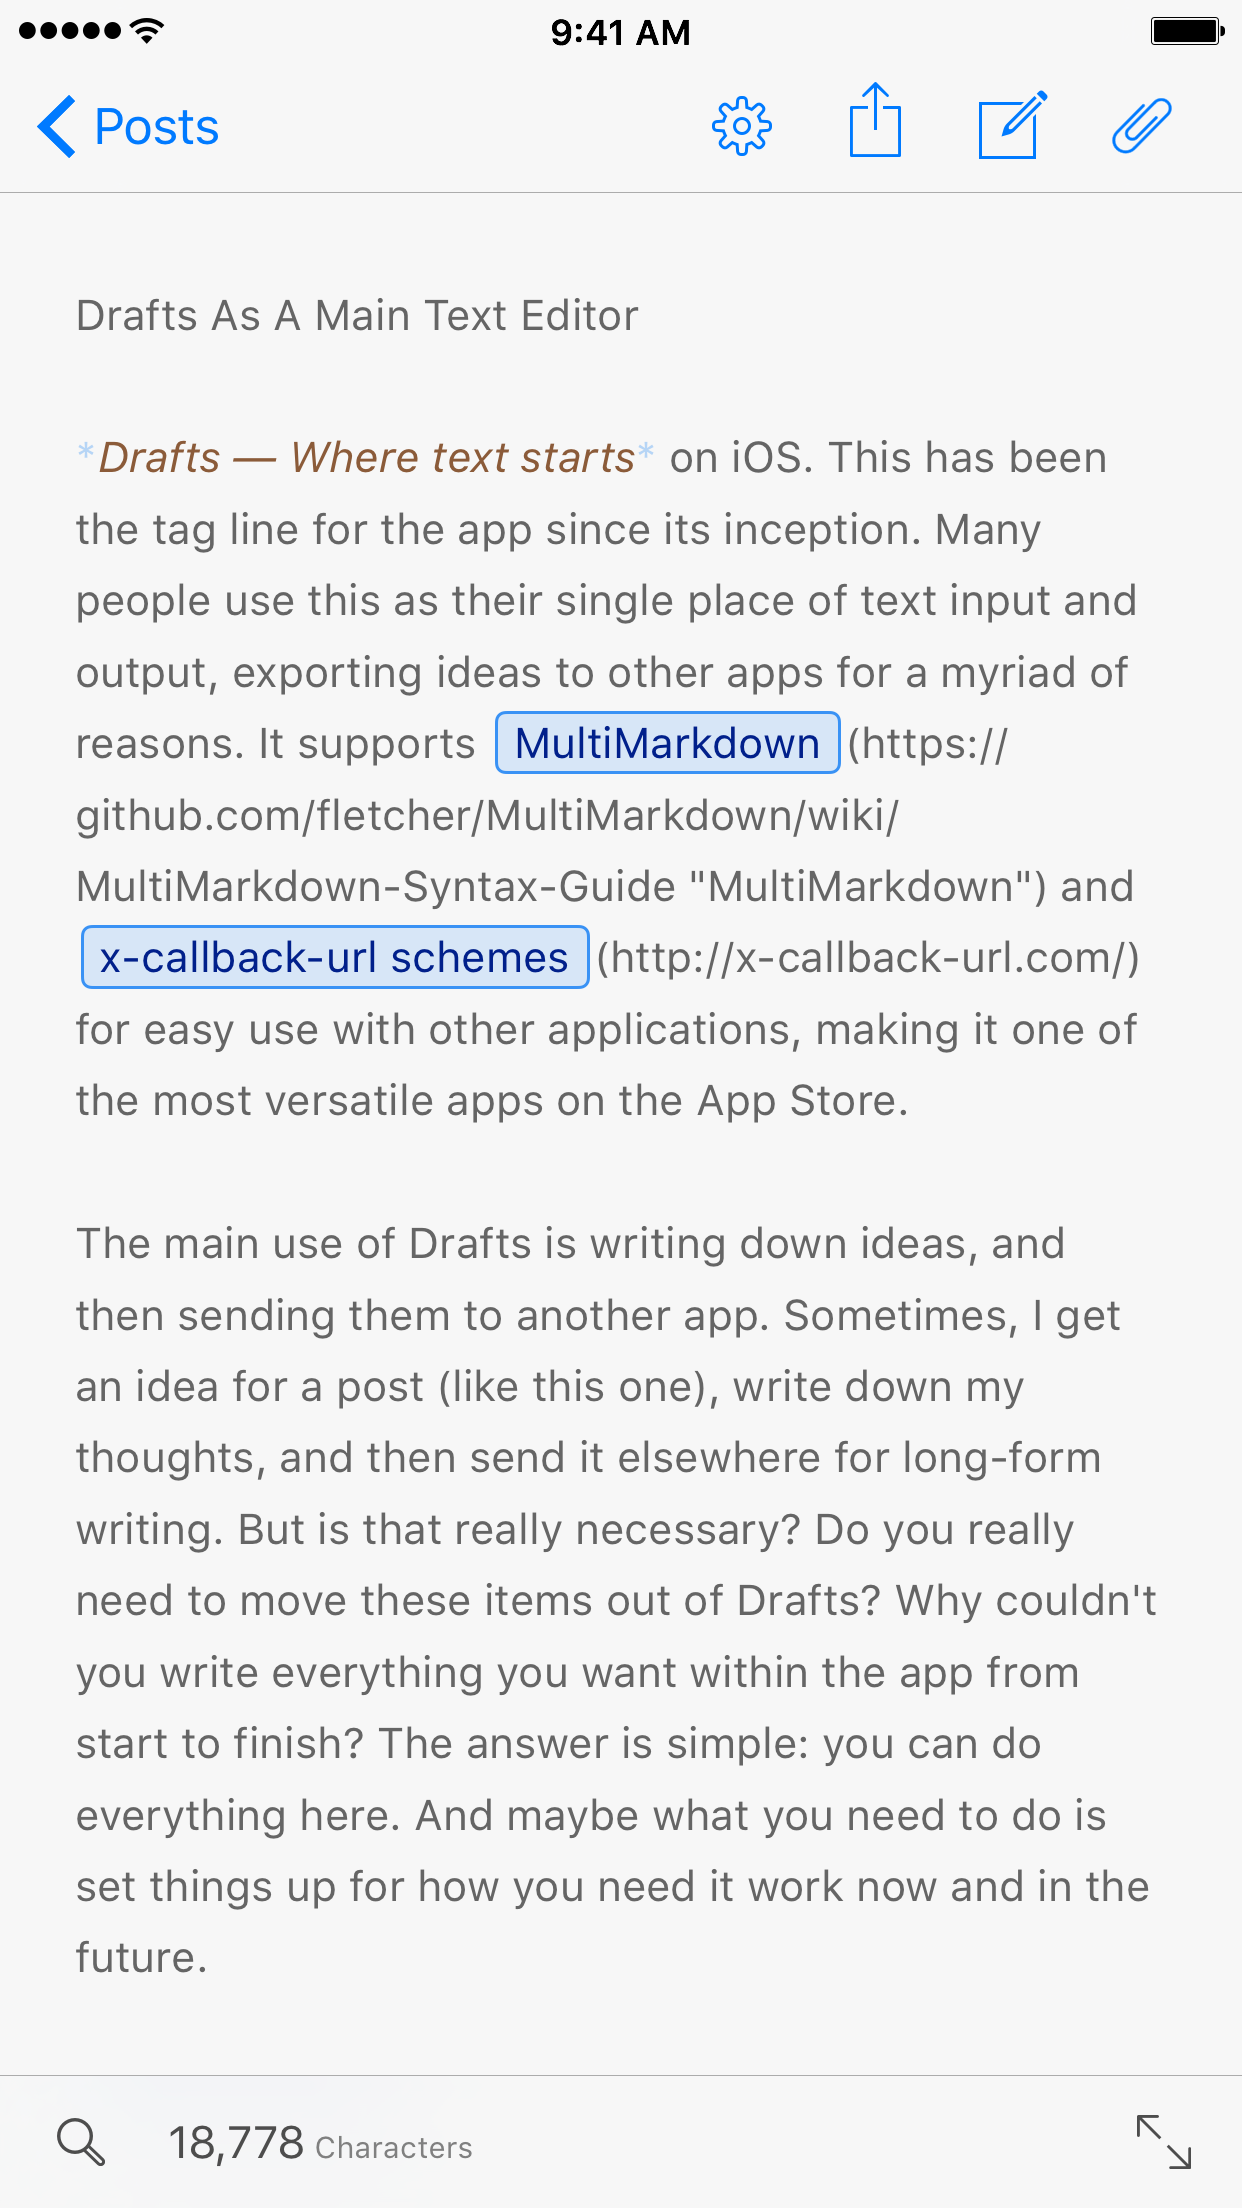 9:41 AM
Posts
Drafts As A Main Text Editor
*Drafts — Where text starts* on iOS. This has been
the tag line for the app since its inception. Many
people use this as their single place of text input and
output, exporting ideas to other apps for a myriad of
reasons. It supports MultiMarkdown(https://
github.com/fletcher/MultiMarkdown/wiki/
MultiMarkdown-Syntax-Guide "MultiMarkdown") and
x-callback-url schemes(http://x-callback-url.com/)
for easy use with other applications, making it one of
the most versatile apps on the App Store.
The main use of Drafts is writing down ideas, and
then sending them to another app. Sometimes, I get
an idea for a post (like this one), write down my
thoughts, and then send it elsewhere for long-form
writing. But is that really necessary? Do you really
need to move these items out of Drafts? Why couldn't
you write everything you want within the app from
start to finish? The answer is simple: you can do
everything here. And maybe what you need to do is
set things up for how you need it work now and in the
future.
18,778 Characters